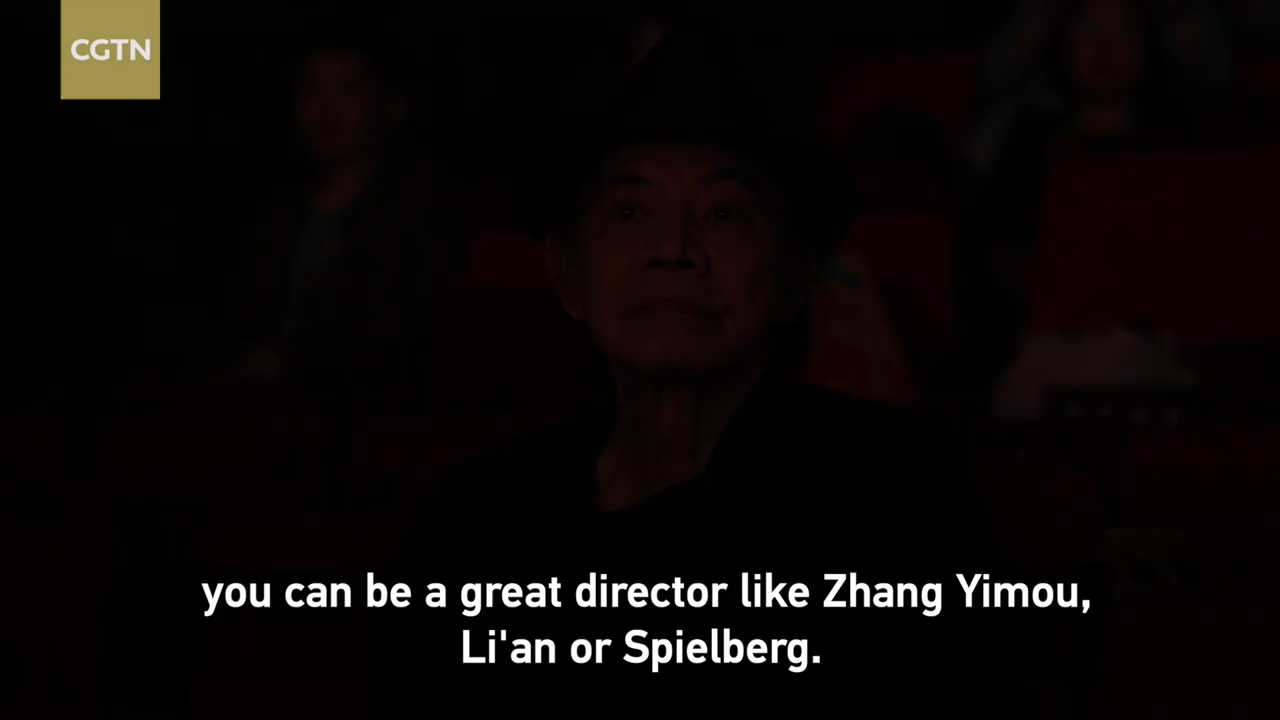 CGTN
you can be a great director like Zhang Yimou,
Li'an or Spielberg.